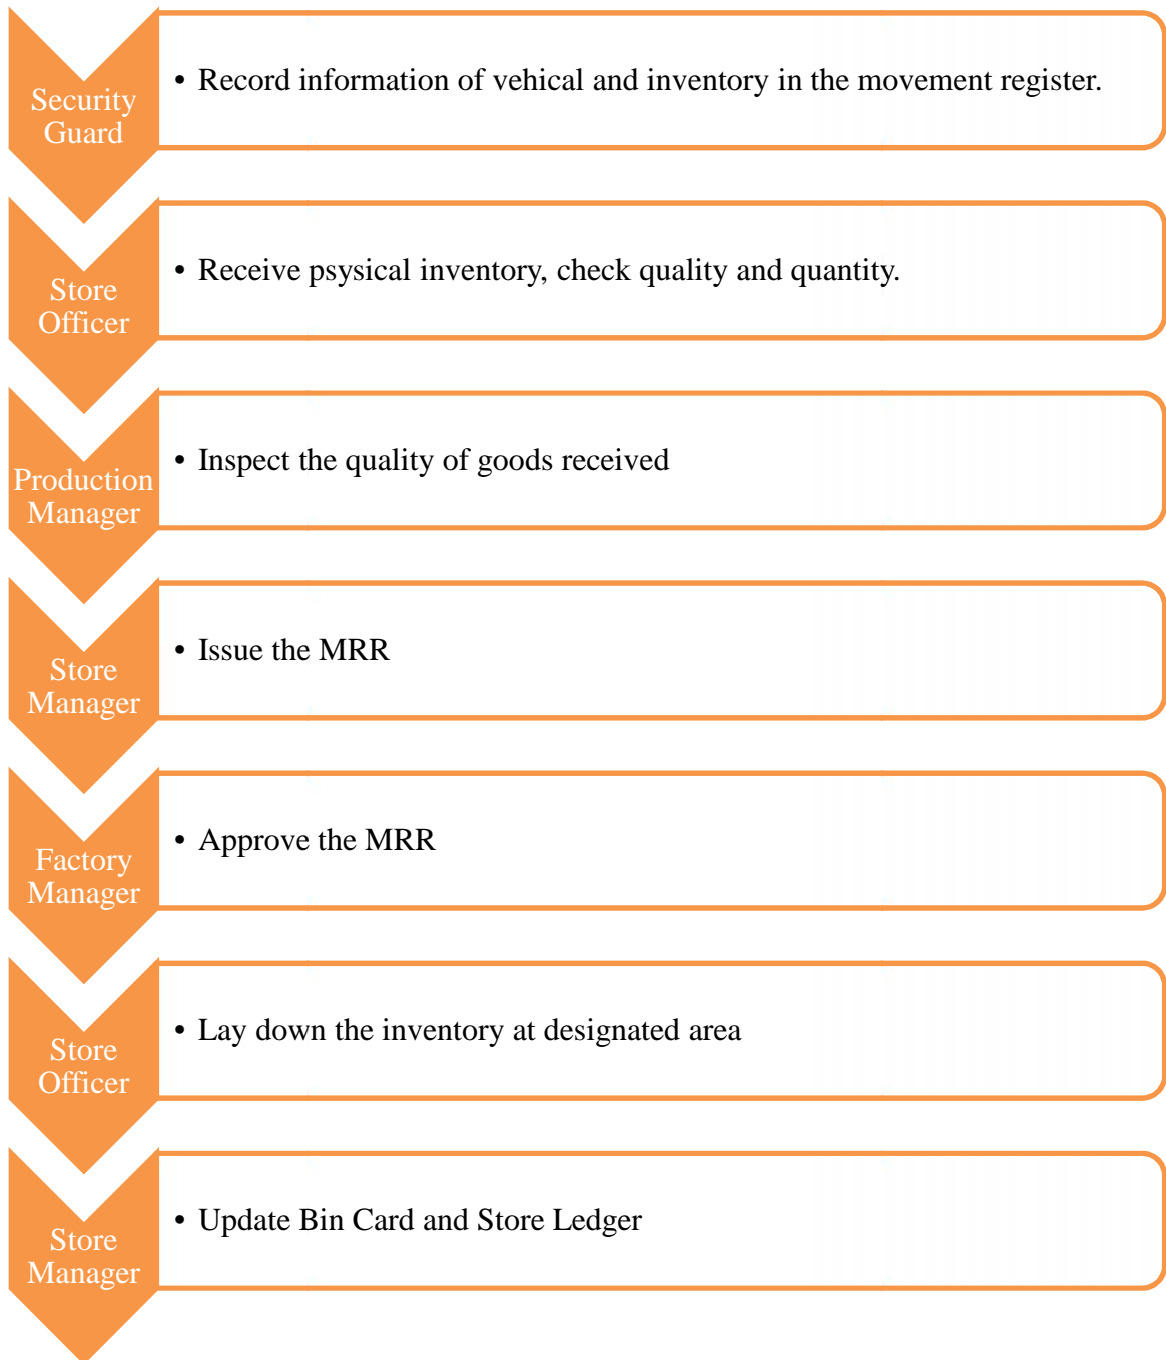 Security
Guard
• Record information of vehical and inventory in the movement register.
Store
Officer
• Receive psysical inventory, check quality and quantity.
Production
Manager
• Inspect the quality of goods received
Store
Manager
• Issue the MRR
Factory
Manager
• Approve the MRR
Store
Officer
• Lay down the inventory at designated area
Store
Manager
• Update Bin Card and Store Ledger